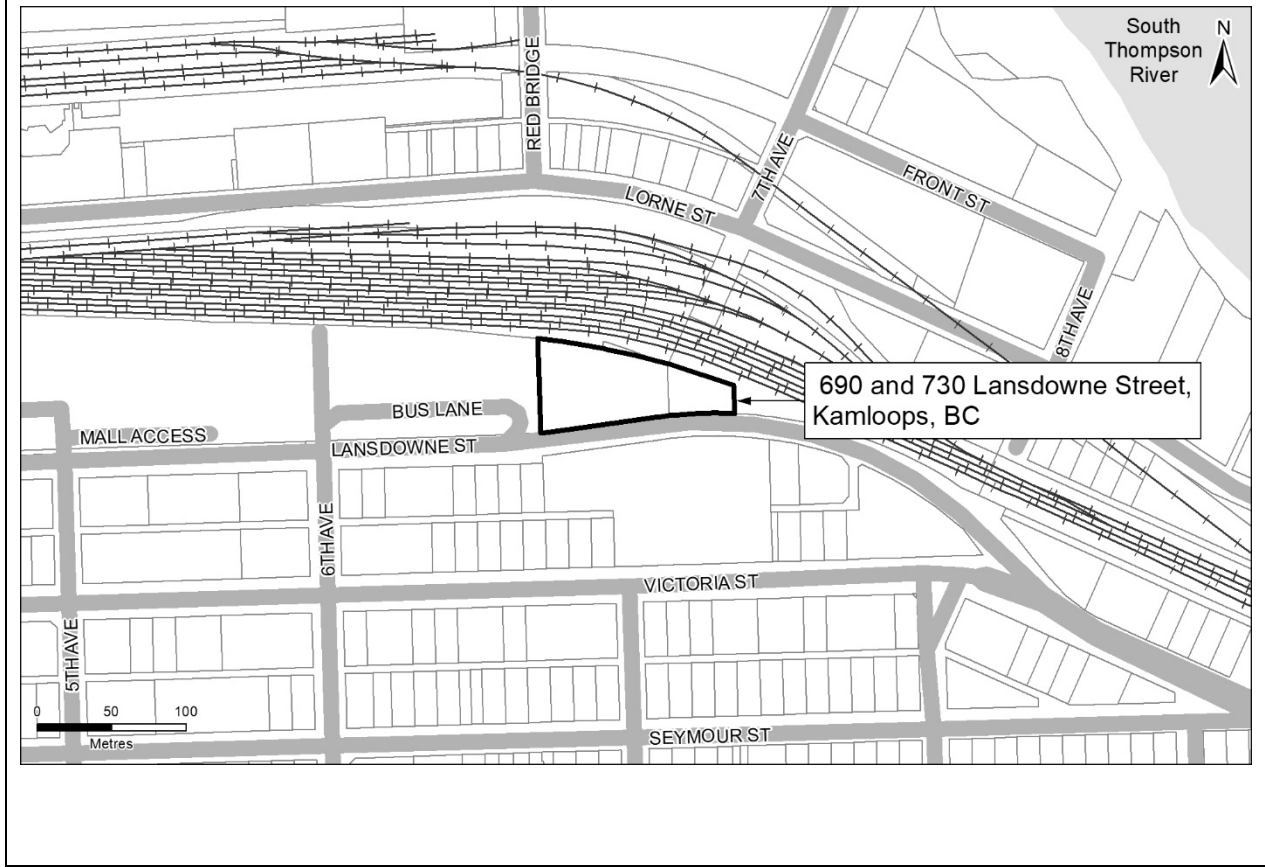 South
Thompson
River
N
RED BRIDGE
7TH AVE
FRONT ST
LORNE ST
8TH AVE
690 and 730 Lansdowne Street,
Kamloops, BC
BUS LANE
MALL ACCESS
LANSDOWNE ST
6TH AVE
VICTORIA ST
5TH AVE
0 50 100
Metres
SEYMOUR ST